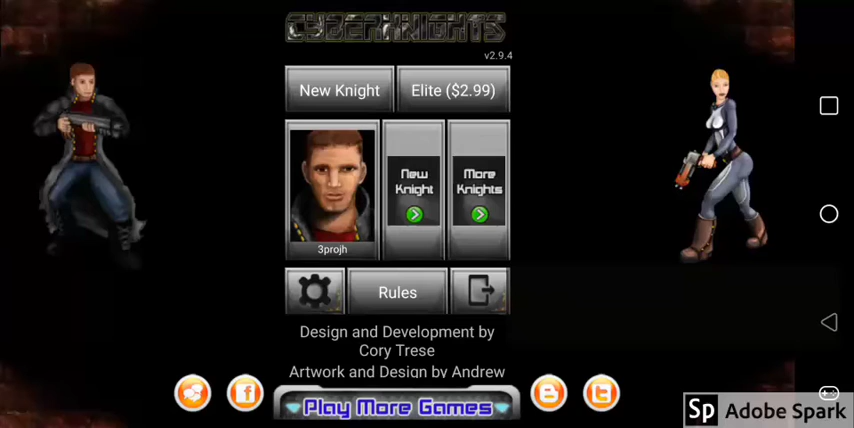 CYBERKNIGHTS
v2.9.4
New Knight
Elite ($2.99)
New
Knight
More
Knights
3projh
Rules
Design and Development by
Cory Trese
Artwork and Design by Andrew
Play More Games
Sp Adobe Spark